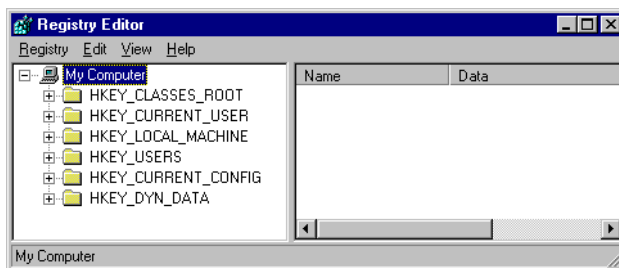 Registry Editor
Registry Edit View Help
My Computer
HKEY_CLASSES_ROOT
HKEY_CURRENT_USER
HKEY_LOCAL_MACHINE
HKEY_USERS
HKEY_CURRENT_CONFIG
HKEY_DYN_DATA
Name Data
My Computer